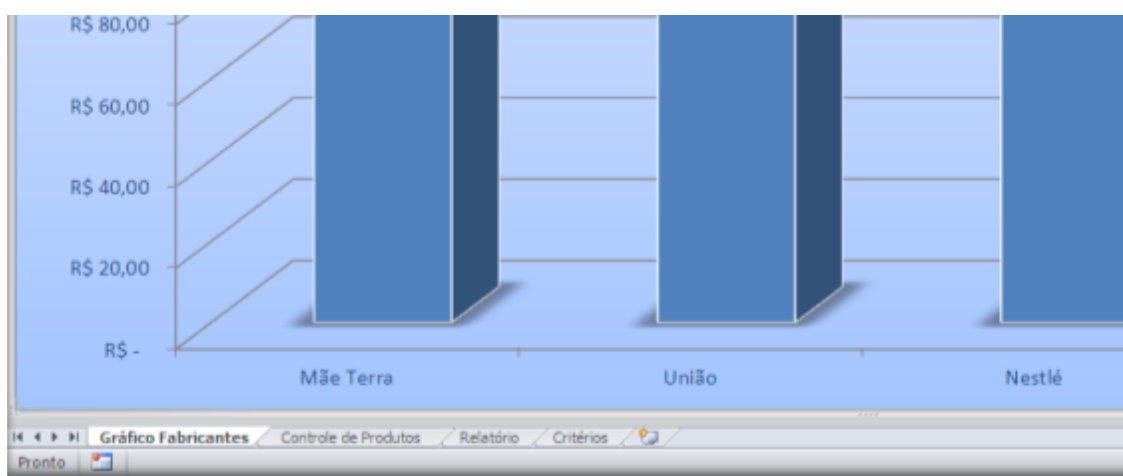 R$ 80,00
R$ 60,00
R$ 40,00
R$ 20,00
R$ -
Mãe Terra União Nestlé
Gráfico Fabricantes Controle de Produtos Relatório Critérios
Pronto